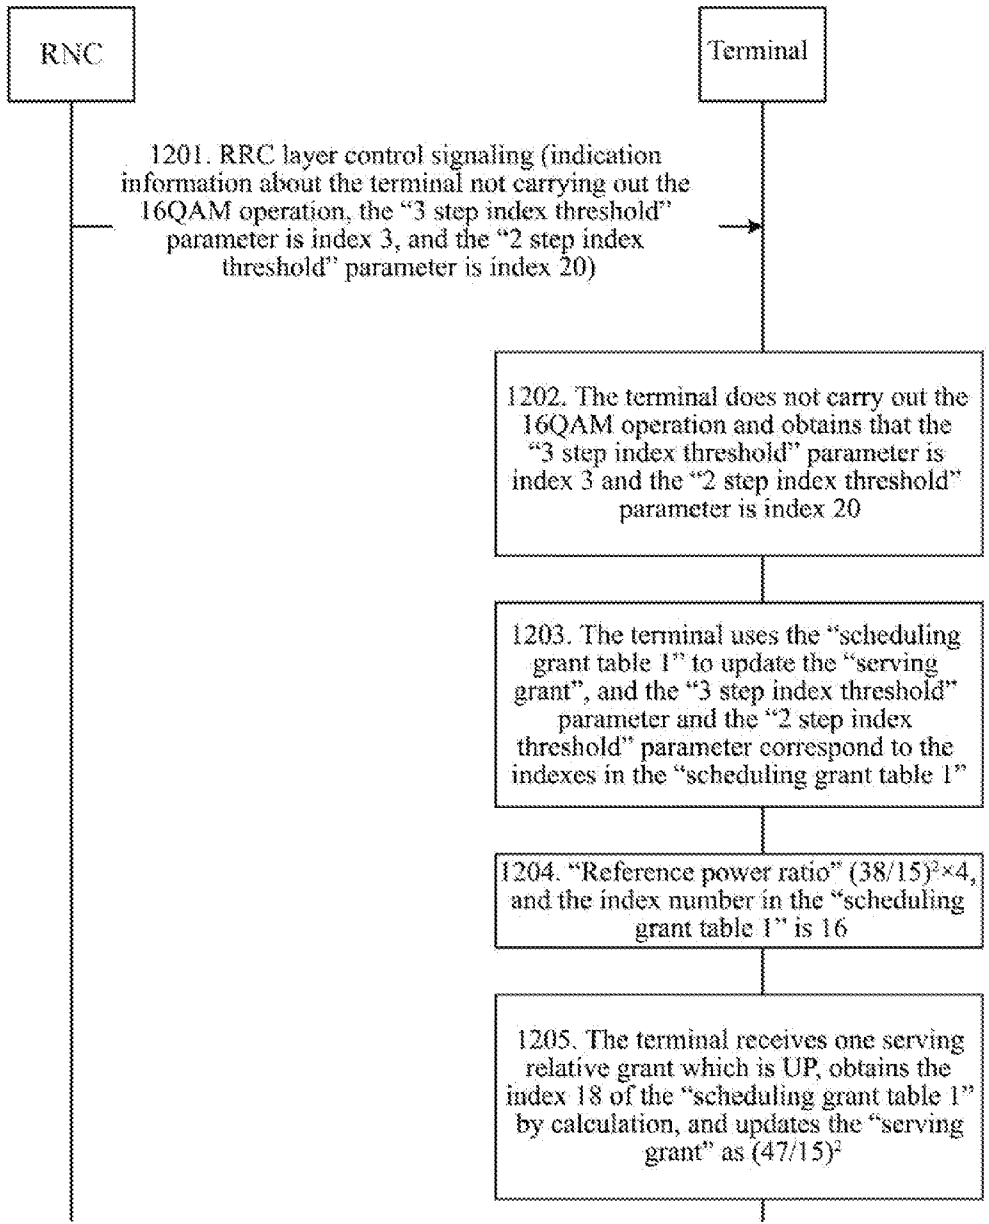 RNC
Terminal
1201. RRC layer control signaling (indication
information about the terminal not carrying out the
16QAM operation, the “3 step index threshold”
parameter is index 3, and the “2 step index
threshold” parameter is index 20)
1202. The terminal does not carry out the
16QAM operation and obtains that the
“3 step index threshold” parameter is
index 3 and the “2 step index threshold”
parameter is index 20
1203. The terminal uses the “scheduling
grant table 1” to update the “serving
grant”, and the “3 step index threshold”
parameter and the “2 step index
threshold” parameter correspond to the
indexes in the “scheduling grant table 1”
1204. “Reference power ratio” (38/15)²×4,
and the index number in the “scheduling
grant table 1” is 16
1205. The terminal receives one serving
relative grant which is UP, obtains the
index 18 of the “scheduling grant table 1”
by calculation, and updates the “serving
grant” as (47/15)²